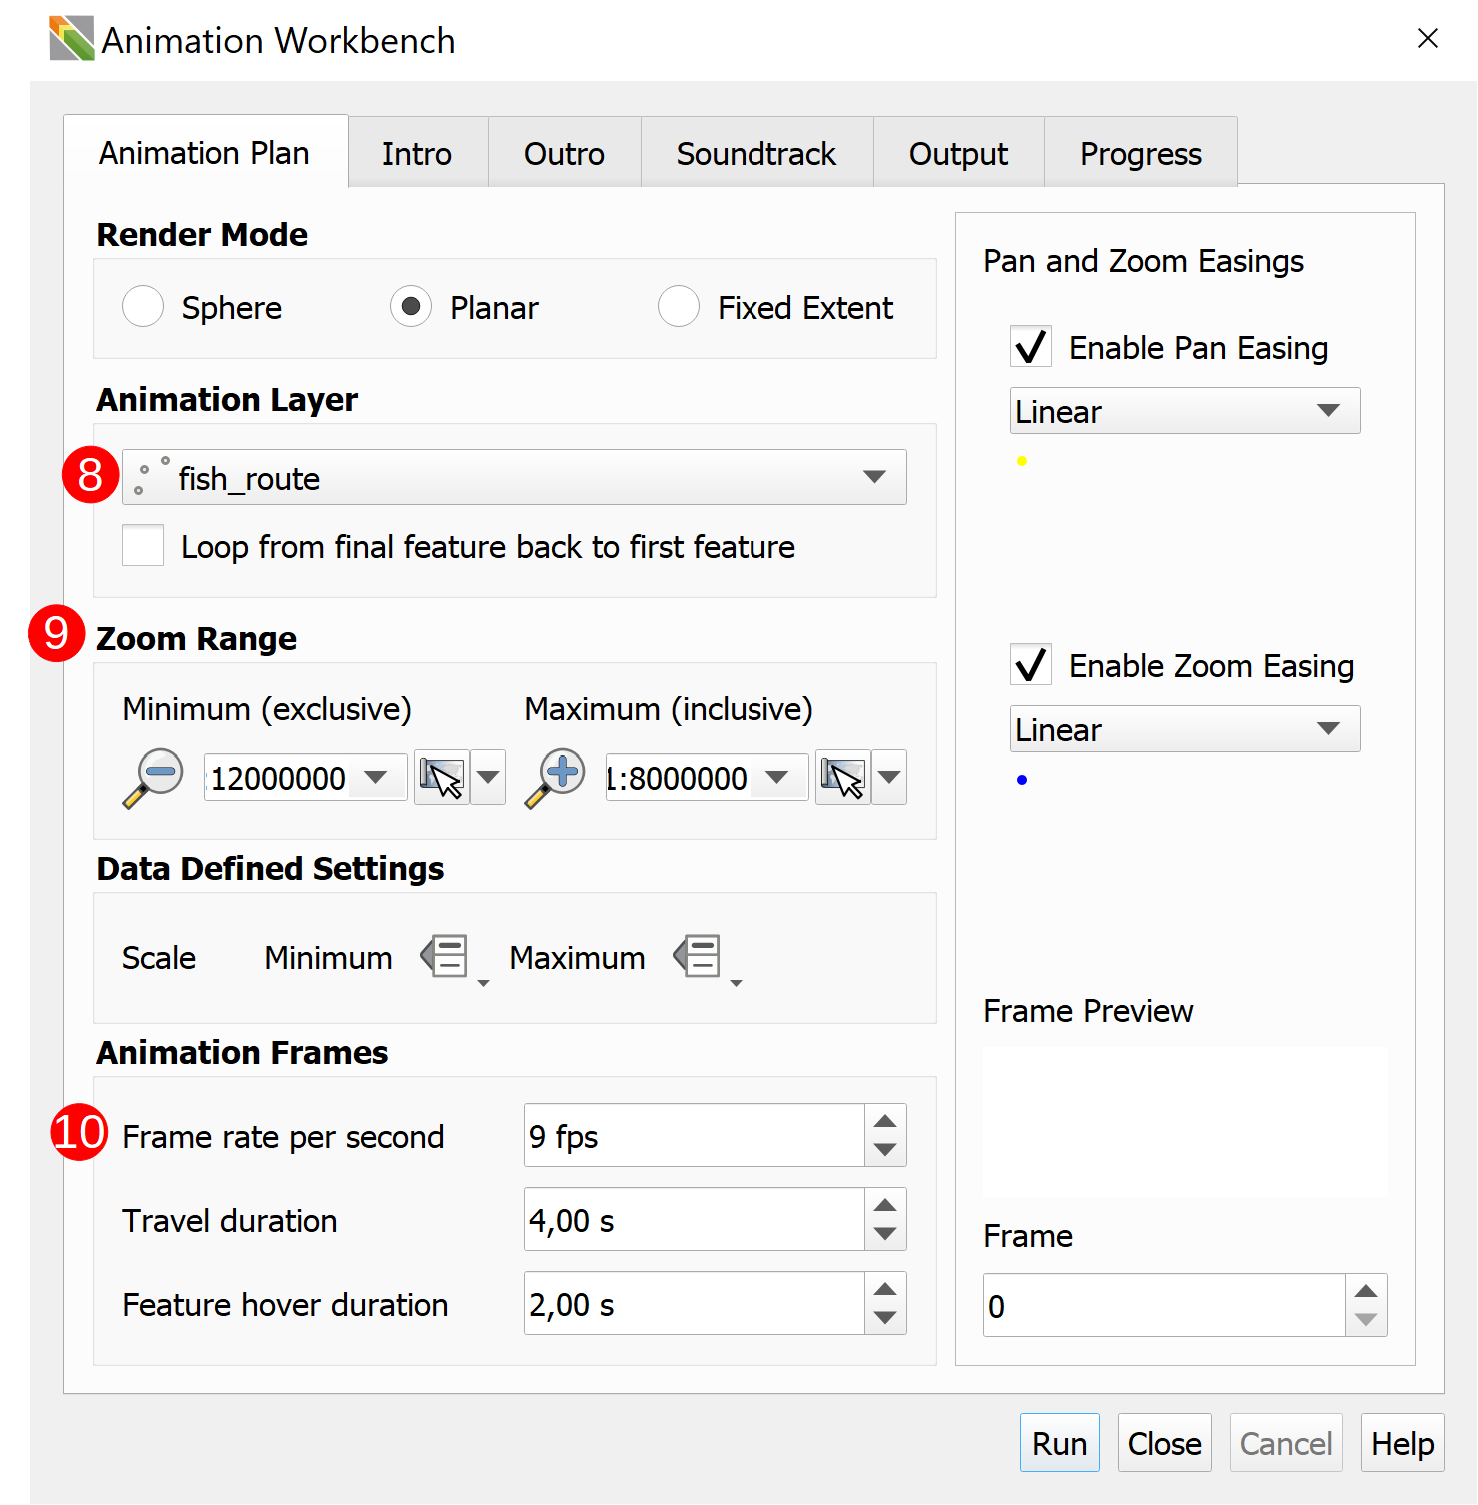 Animation Workbench
Animation Plan Intro Outro Soundtrack Output Progress
Render Mode
Sphere Planar Fixed Extent
Animation Layer
8 fish_route
Loop from final feature back to first feature
9 Zoom Range
Minimum (exclusive) Maximum (inclusive)
:12000000 1:8000000
Data Defined Settings
Scale Minimum Maximum
Animation Frames
10 Frame rate per second 9 fps
Travel duration 4,00 s
Feature hover duration 2,00 s
Pan and Zoom Easings
Enable Pan Easing
Linear
Enable Zoom Easing
Linear
Frame Preview
Frame
0
Run Close Cancel Help